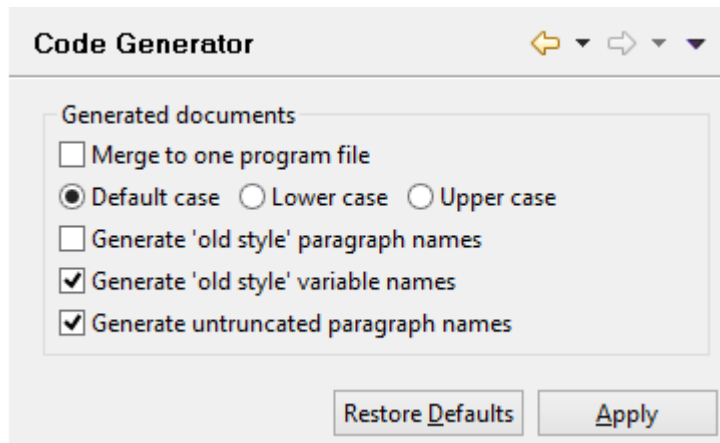 Code Generator
Generated documents
Merge to one program file
Default case Lower case Upper case
Generate 'old style' paragraph names
Generate 'old style' variable names
Generate untruncated paragraph names
Restore Defaults Apply